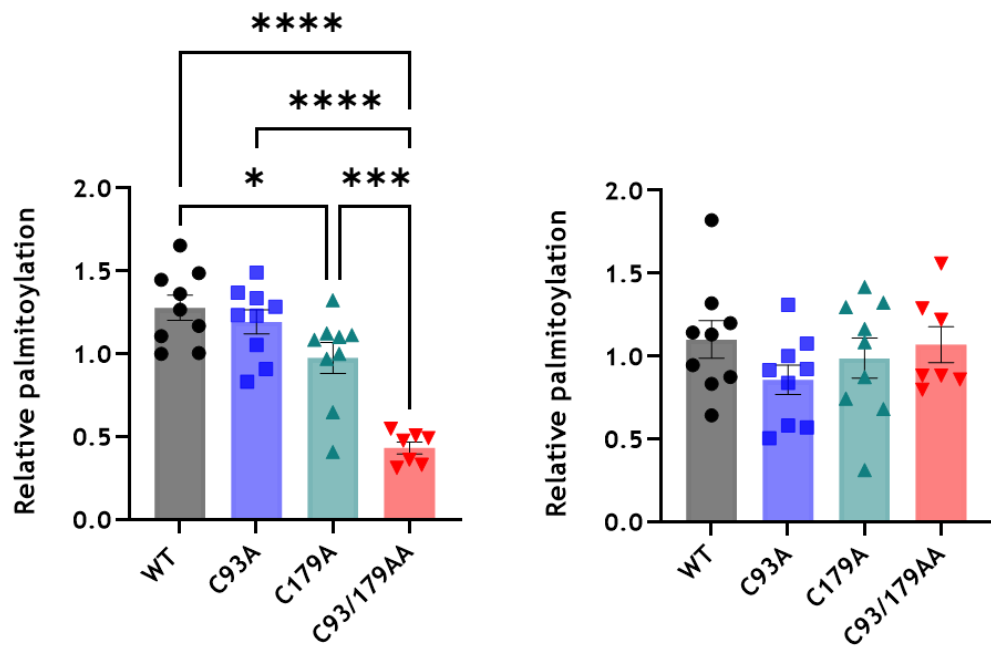 ****
****
*
***
Relative palmitoylation
2.0
1.5
1.0
0.5
0.0
WT
C93A
C179A
C93/179AA
Relative palmitoylation
2.0
1.5
1.0
0.5
0.0
WT
C93A
C179A
C93/179AA